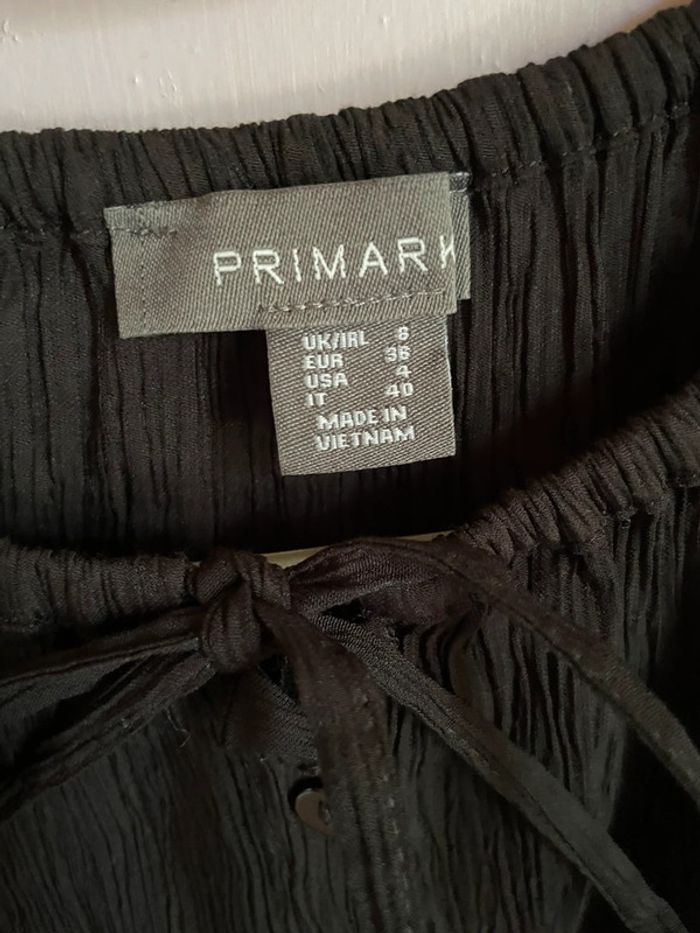 PRIMARK
UK/IRL 8
EUR 36
USA 4
IT 40
MADE IN
VIETNAM